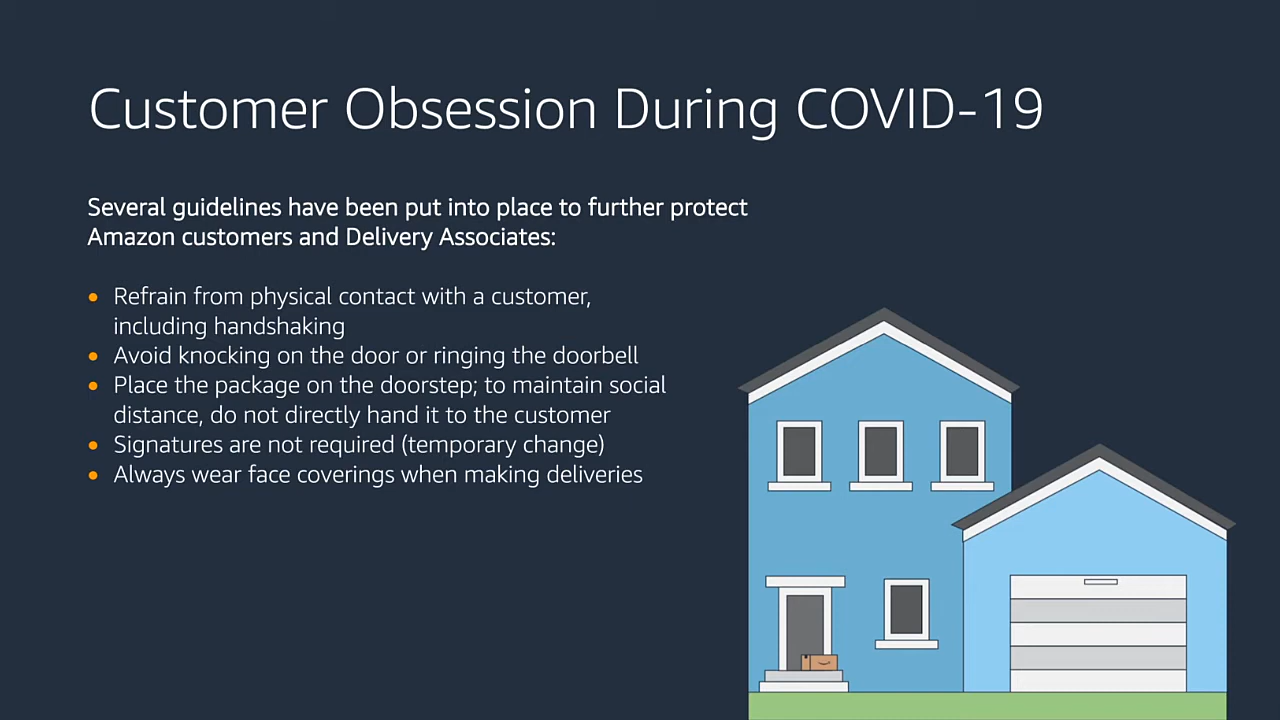 Customer Obsession During COVID-19
Several guidelines have been put into place to further protect
Amazon customers and Delivery Associates:
• Refrain from physical contact with a customer,
including handshaking
• Avoid knocking on the door or ringing the doorbell
• Place the package on the doorstep; to maintain social
distance, do not directly hand it to the customer
• Signatures are not required (temporary change)
• Always wear face coverings when making deliveries